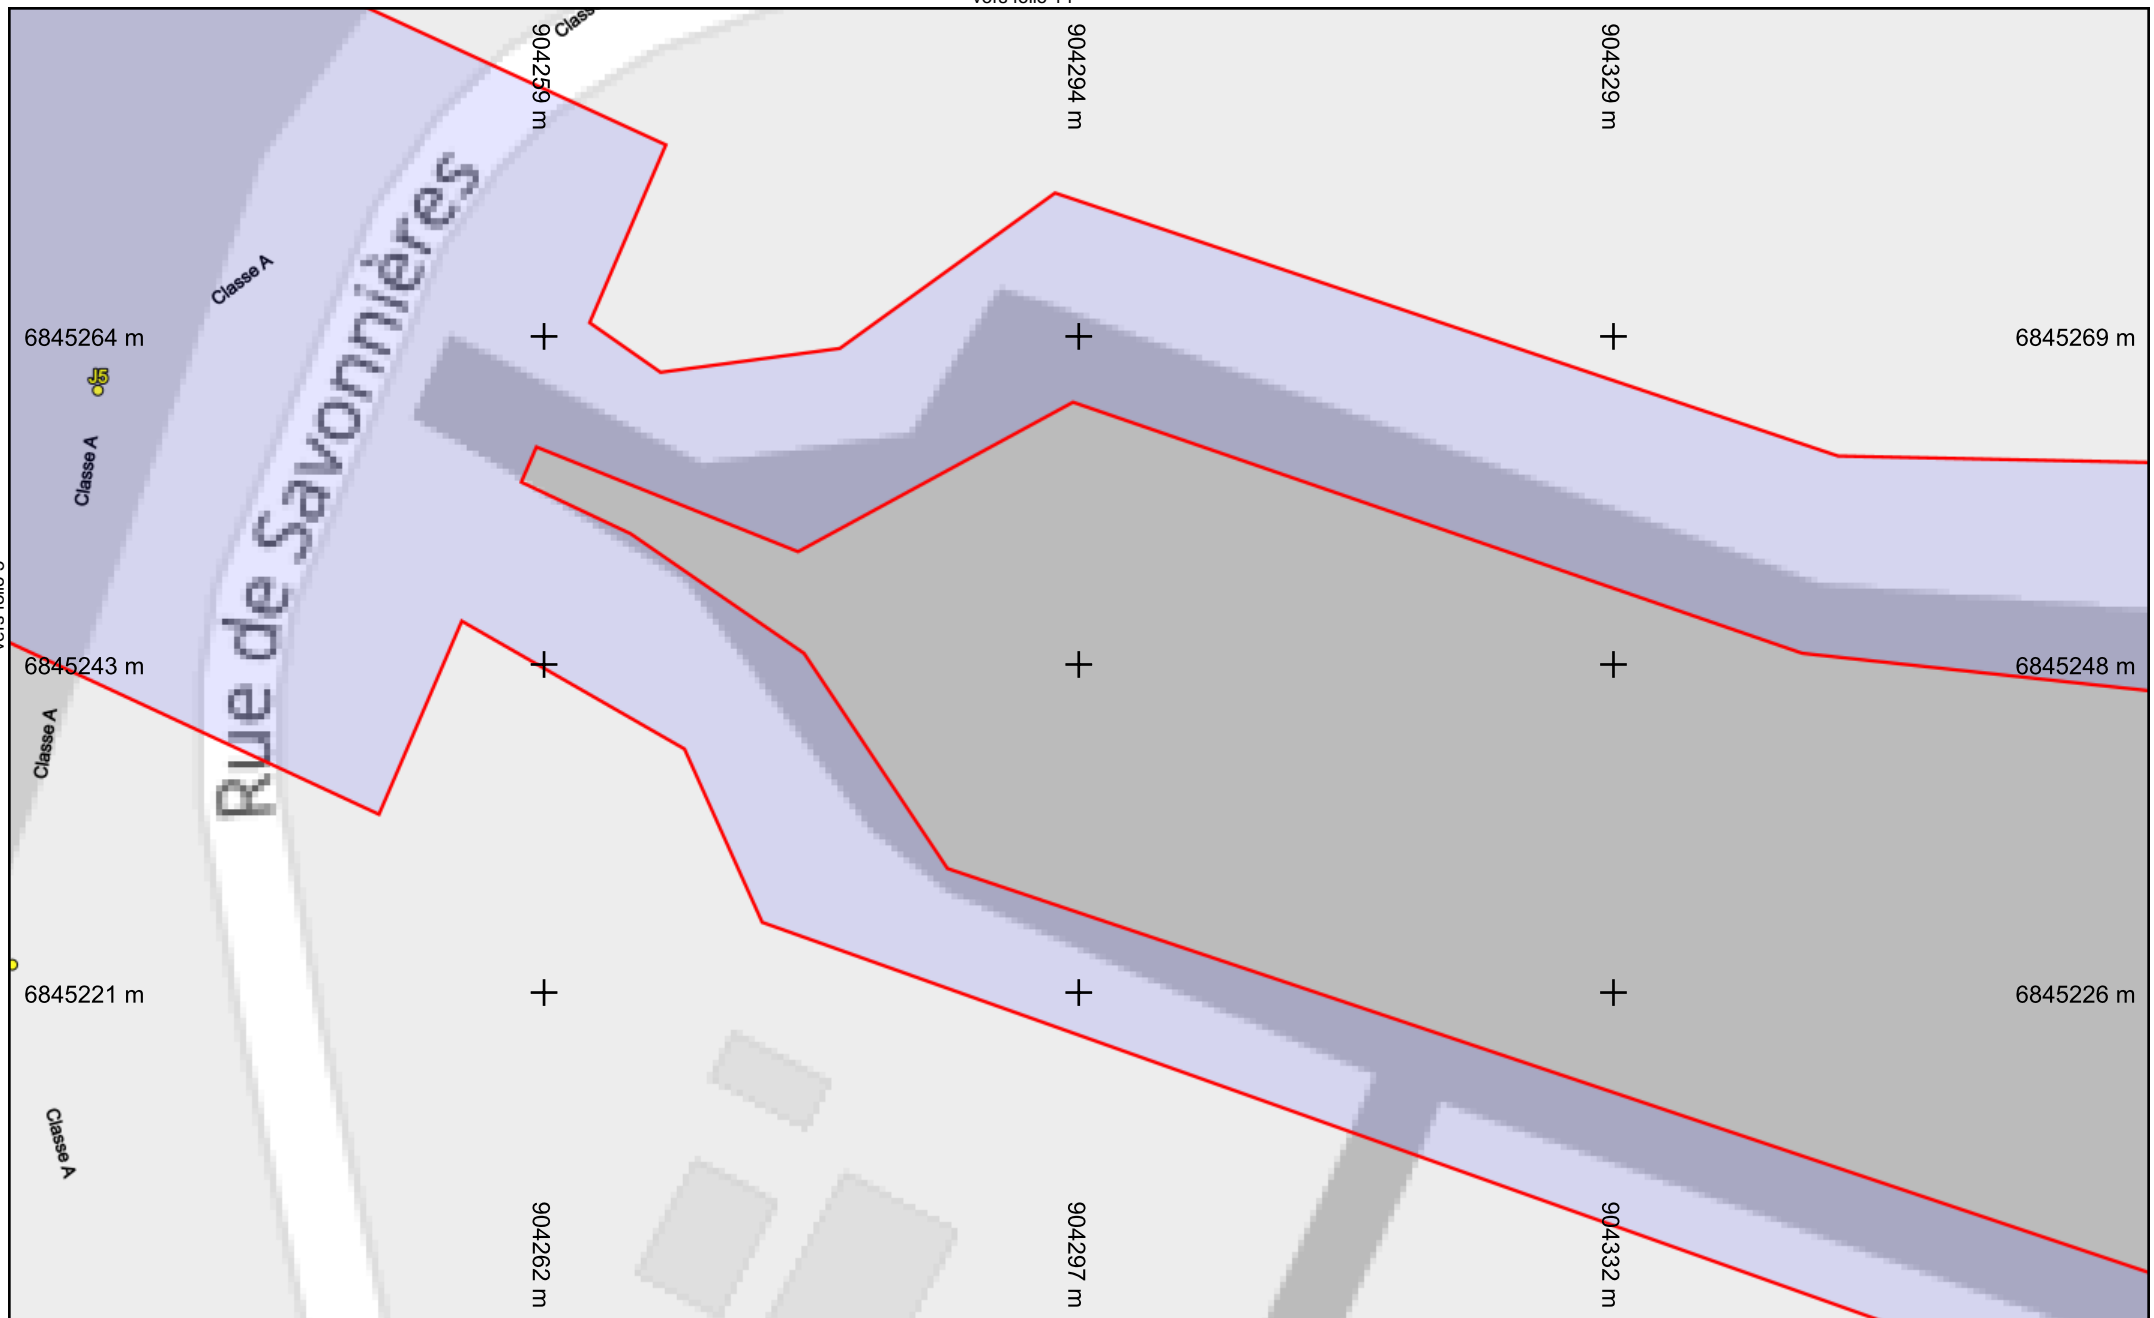 Class
904259 m
904294 m
904329 m
Rue de Savonnières
Classe A
6845264 m
6845269 m
J5
Classe A
6845243 m
6845248 m
Classe A
6845221 m
6845226 m
Classe A
904262 m
904297 m
904332 m